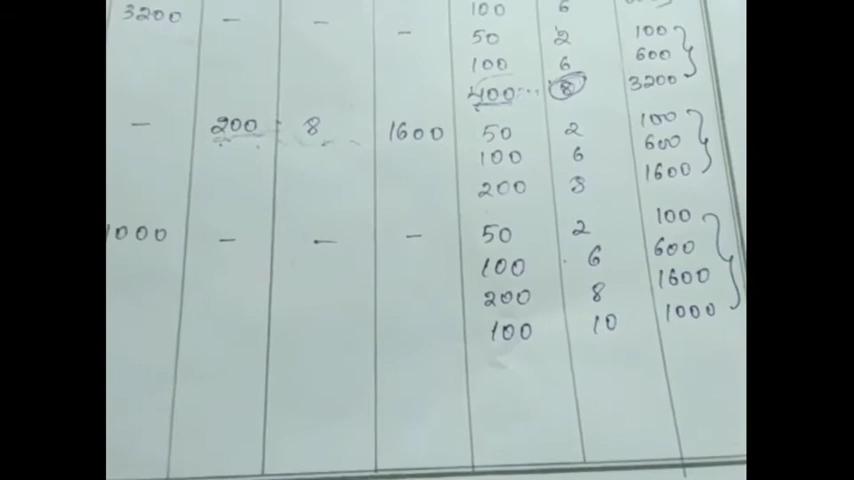 100 6
3200 — — — 50 2 100
100 6 600
400 8 3200
— 200 8 1600 50 2 100
100 6 600
200 8 1600
1000 — — — 50 2 100
100 6 600
200 8 1600
100 10 1000